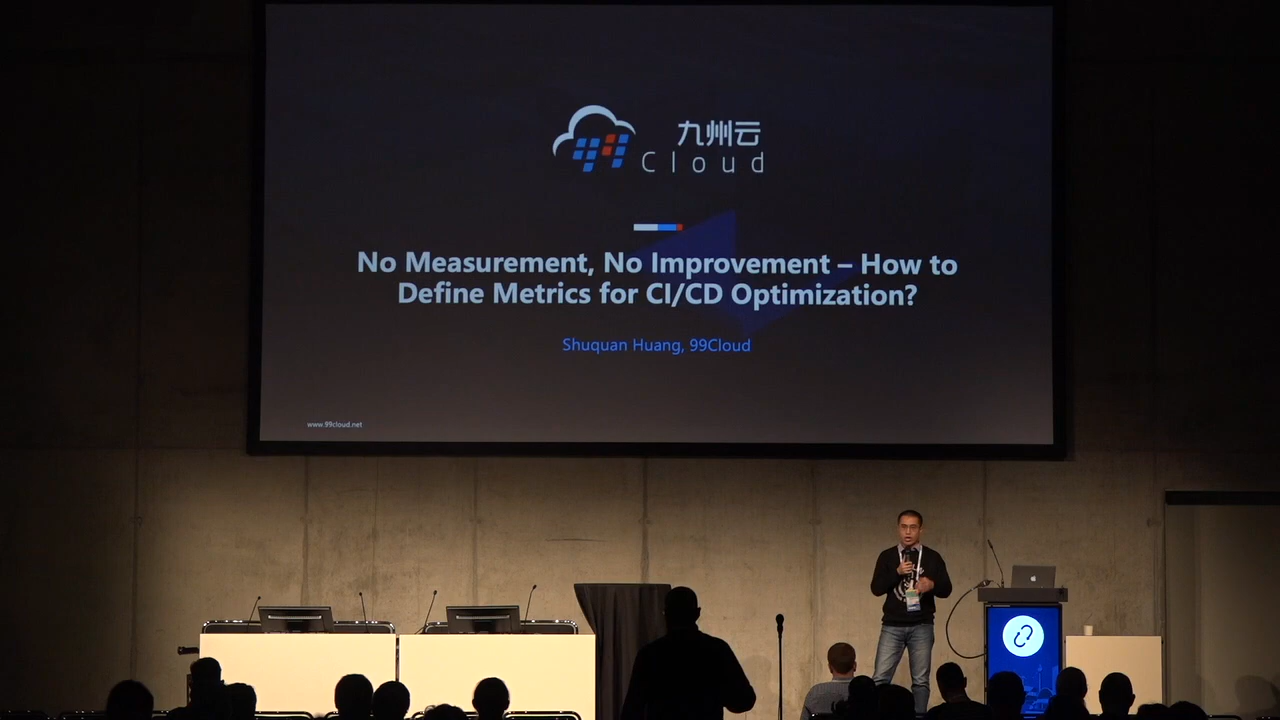 九州云
Cloud
No Measurement, No Improvement – How to
Define Metrics for CI/CD Optimization?
Shuquan Huang, 99Cloud
www.99cloud.net